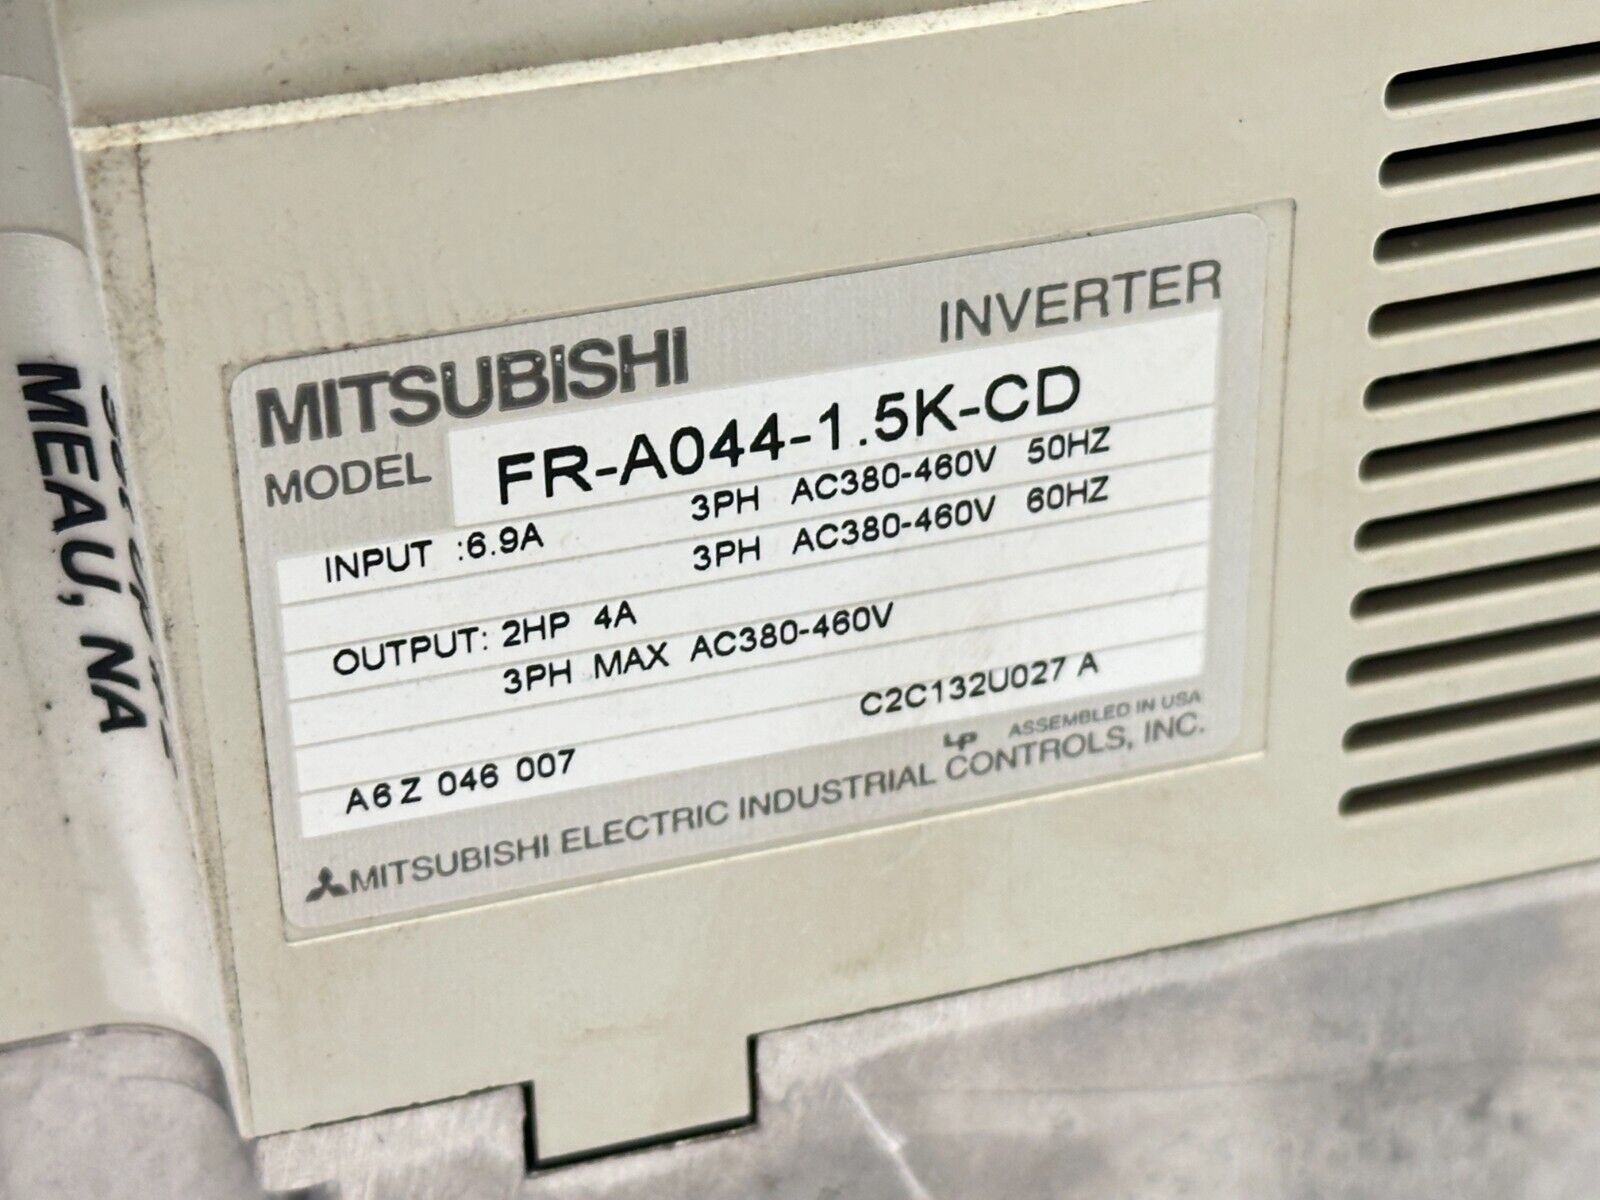 MITSUBISHI INVERTER
MODEL FR-A044-1.5K-CD
INPUT :6.9A 3PH AC380-460V 50HZ
3PH AC380-460V 60HZ
OUTPUT: 2HP 4A
3PH MAX AC380-460V
C2C132U027 A
A6Z 046 007
LP ASSEMBLED IN USA
MITSUBISHI ELECTRIC INDUSTRIAL CONTROLS, INC.
MEAU, NA